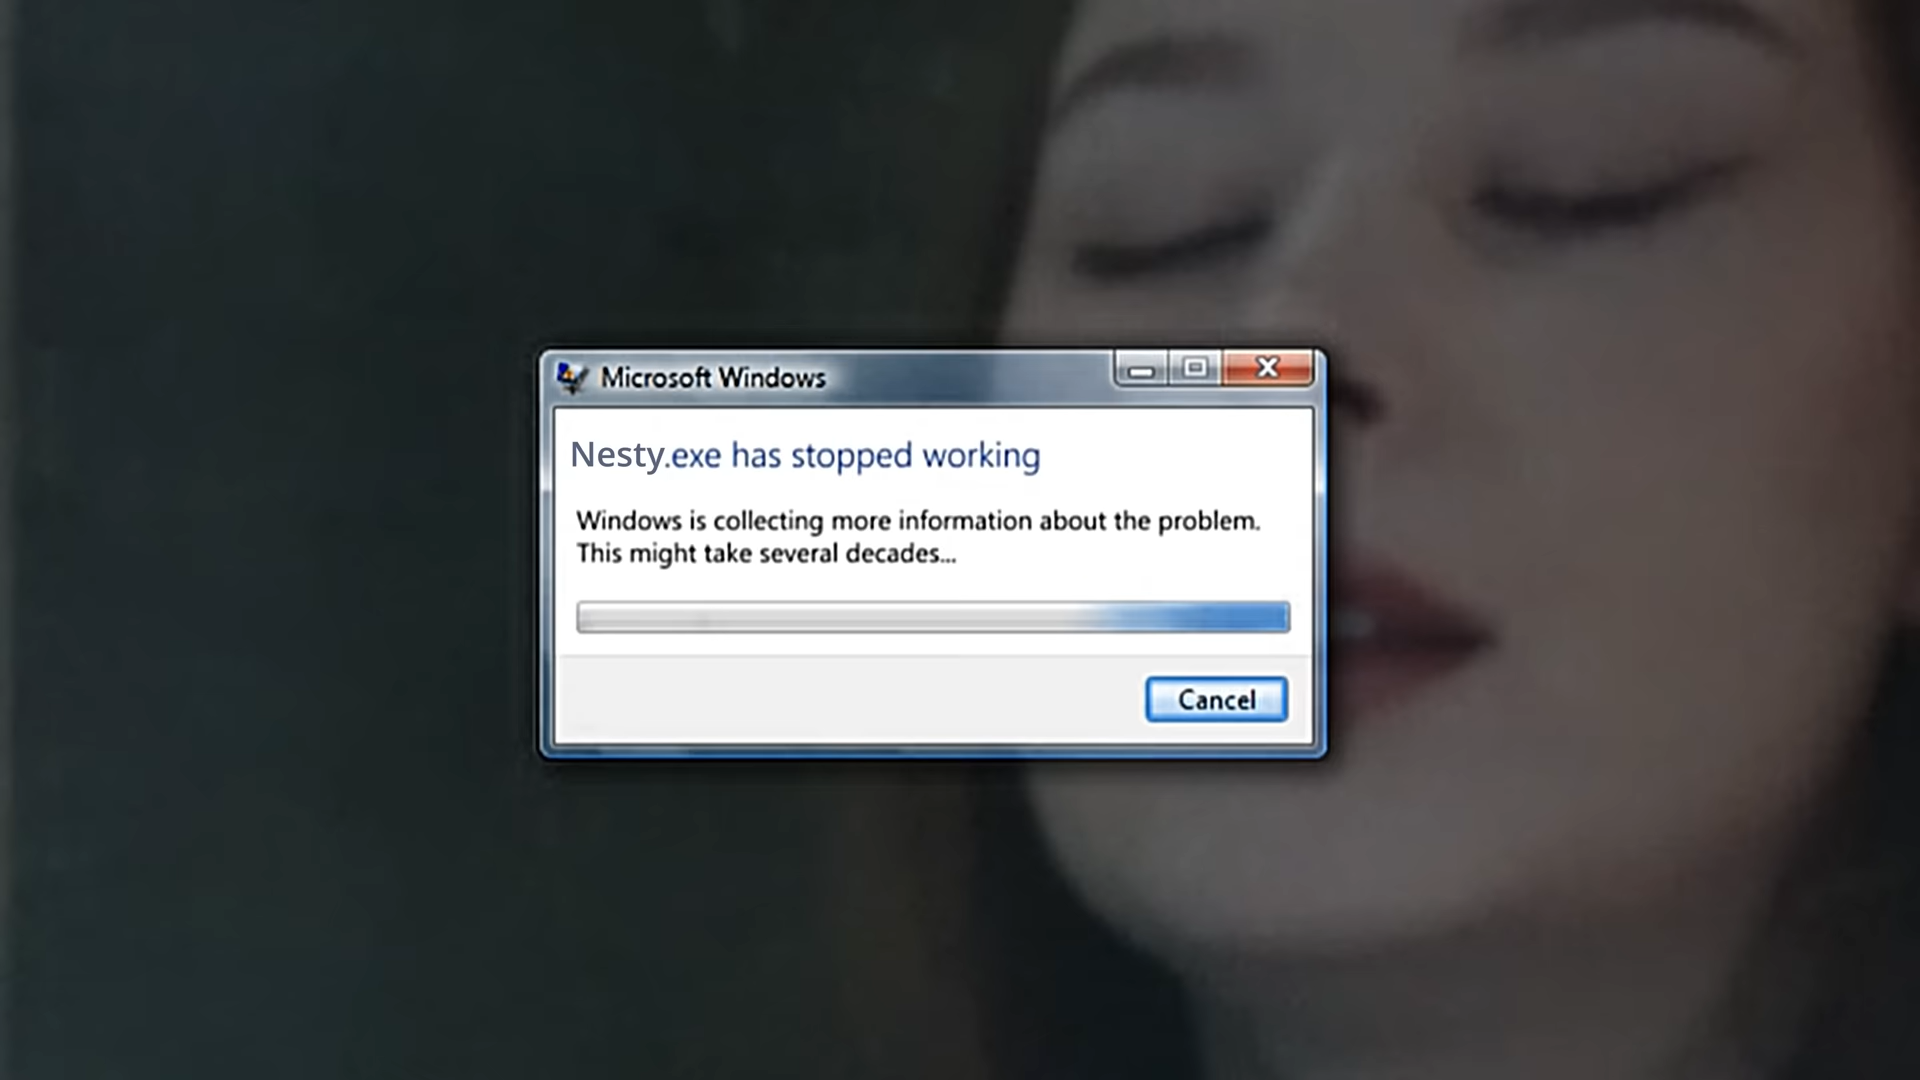 Microsoft Windows
Nesty.exe has stopped working
Windows is collecting more information about the problem.
This might take several decades...
Cancel